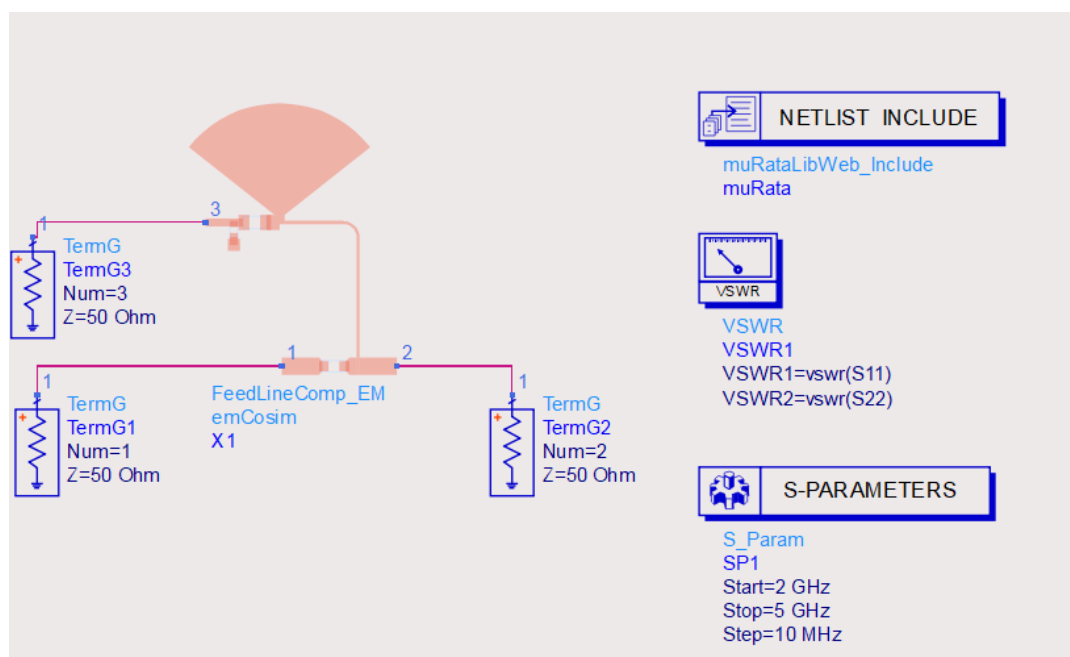 NETLIST INCLUDE
muRataLibWeb_Include
muRata
3
1
TermG
TermG3
Num=3
Z=50 Ohm
VSWR
VSWR
VSWR1
VSWR1=vswr(S11)
VSWR2=vswr(S22)
1
2
1
TermG
TermG1
Num=1
Z=50 Ohm
FeedLineComp_EM
emCosim
X1
1
TermG
TermG2
Num=2
Z=50 Ohm
S-PARAMETERS
S_Param
SP1
Start=2 GHz
Stop=5 GHz
Step=10 MHz